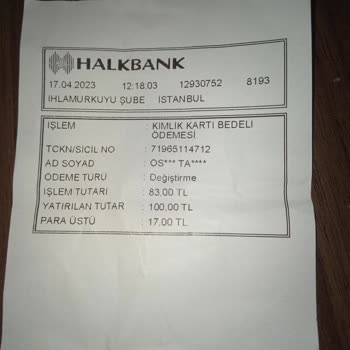 HALKBANK
17.04.2023 12:18.03 12930752 8193
IHLAMURKUYU ŞUBE ISTANBUL
IŞLEM : KIMLIK KARTI BEDELI
ÖDEMESI
TCKN/SICIL NO : 71965114712
AD SOYAD : OS*** TA****
ÖDEME TURU : Değiştirme
IŞLEM TUTARI : 83,00 TL
YATIRILAN TUTAR : 100,00 TL
PARA ÜSTÜ : 17,00 TL